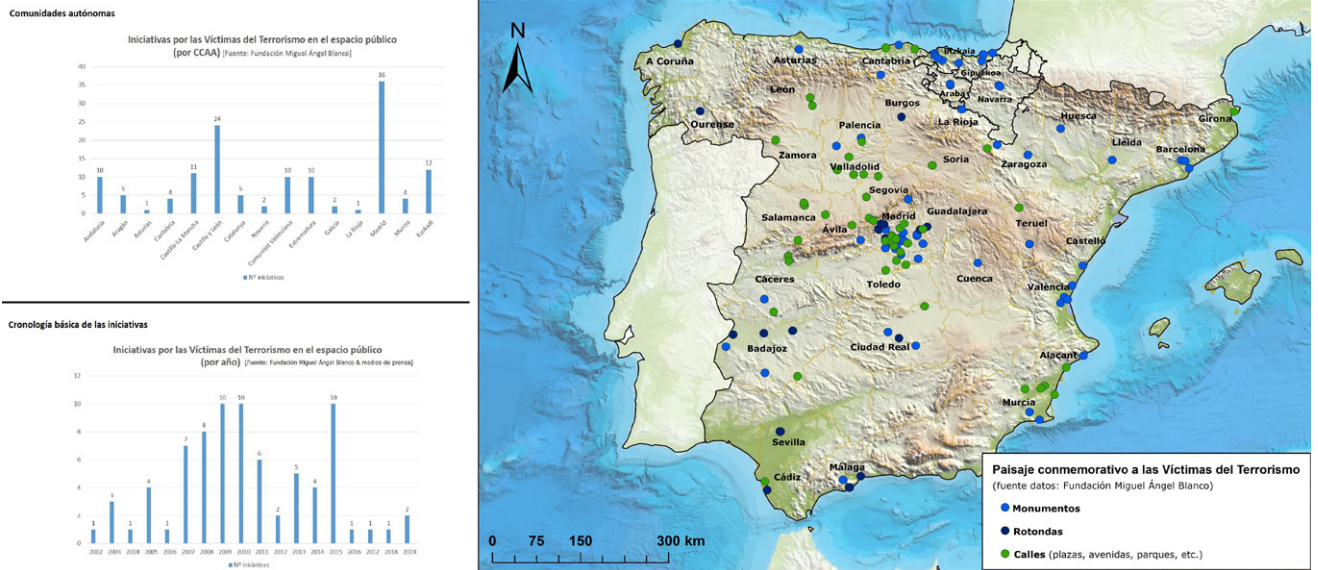 Comunidades autónomas
Iniciativas por las Víctimas del Terrorismo en el espacio público
(por CCAA) [Fuente: Fundación Miguel Ángel Blanco]
40
35
30
25
20
15
10
5
0
10 5 1 4 11 24 5 2 10 10 2 1 36 4 12
Andalucía
Aragón
Asturias
Cantabria
Castilla-La Mancha
Castilla y León
Catalunya
Navarra
Comunitat Valenciana
Extremadura
Galicia
La Rioja
Madrid
Murcia
Euskadi
Nº iniciativas
Cronología básica de las iniciativas
Iniciativas por las Víctimas del Terrorismo en el espacio público
(por año) [Fuente: Fundación Miguel Ángel Blanco & medios de prensa]
12
10
8
6
4
2
0
1 3 1 4 1 7 8 10 10 6 2 5 4 10 1 1 1 2
2002 2003 2004 2005 2006 2007 2008 2009 2010 2011 2012 2013 2014 2015 2016 2017 2018 2019
Nº iniciativas
N
A Coruña
Asturias
Cantabria
Bizkaia
Gipuzkoa
Araba
Navarra
León
Burgos
La Rioja
Huesca
Girona
Ourense
Palencia
Lleida
Barcelona
Zamora
Valladolid
Soria
Zaragoza
Segovia
Salamanca
Ávila
Madrid
Guadalajara
Teruel
Castelló
Cáceres
Toledo
Cuenca
València
Badajoz
Ciudad Real
Alacant
Murcia
Sevilla
Cádiz
Málaga
0 75 150 300 km
Paisaje conmemorativo a las Víctimas del Terrorismo
(fuente datos: Fundación Miguel Ángel Blanco)
Monumentos
Rotondas
Calles (plazas, avenidas, parques, etc.)